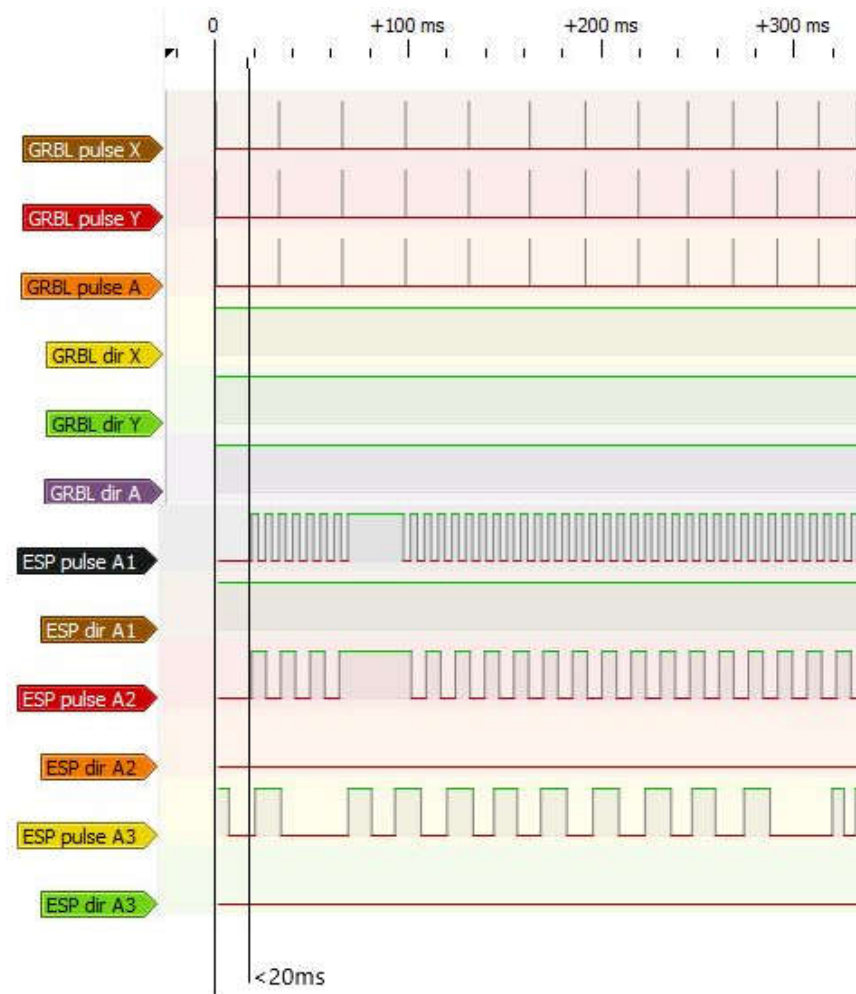 0 +100 ms +200 ms +300 ms
GRBL pulse X
GRBL pulse Y
GRBL pulse A
GRBL dir X
GRBL dir Y
GRBL dir A
ESP pulse A1
ESP dir A1
ESP pulse A2
ESP dir A2
ESP pulse A3
ESP dir A3
<20ms